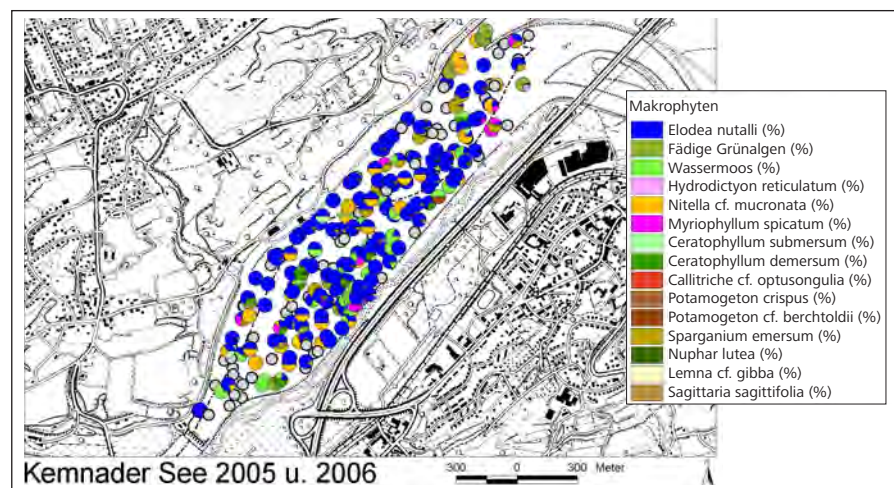 Makrophyten
Elodea nutalli (%)
Fädige Grünalgen (%)
Wassermoos (%)
Hydrodictyon reticulatum (%)
Nitella cf. mucronata (%)
Myriophyllum spicatum (%)
Ceratophyllum submersum (%)
Ceratophyllum demersum (%)
Callitriche cf. optusongulia (%)
Potamogeton crispus (%)
Potamogeton cf. berchtoldii (%)
Sparganium emersum (%)
Nuphar lutea (%)
Lemna cf. gibba (%)
Sagittaria sagittifolia (%)
Kemnader See 2005 u. 2006
300 0 300 Meter